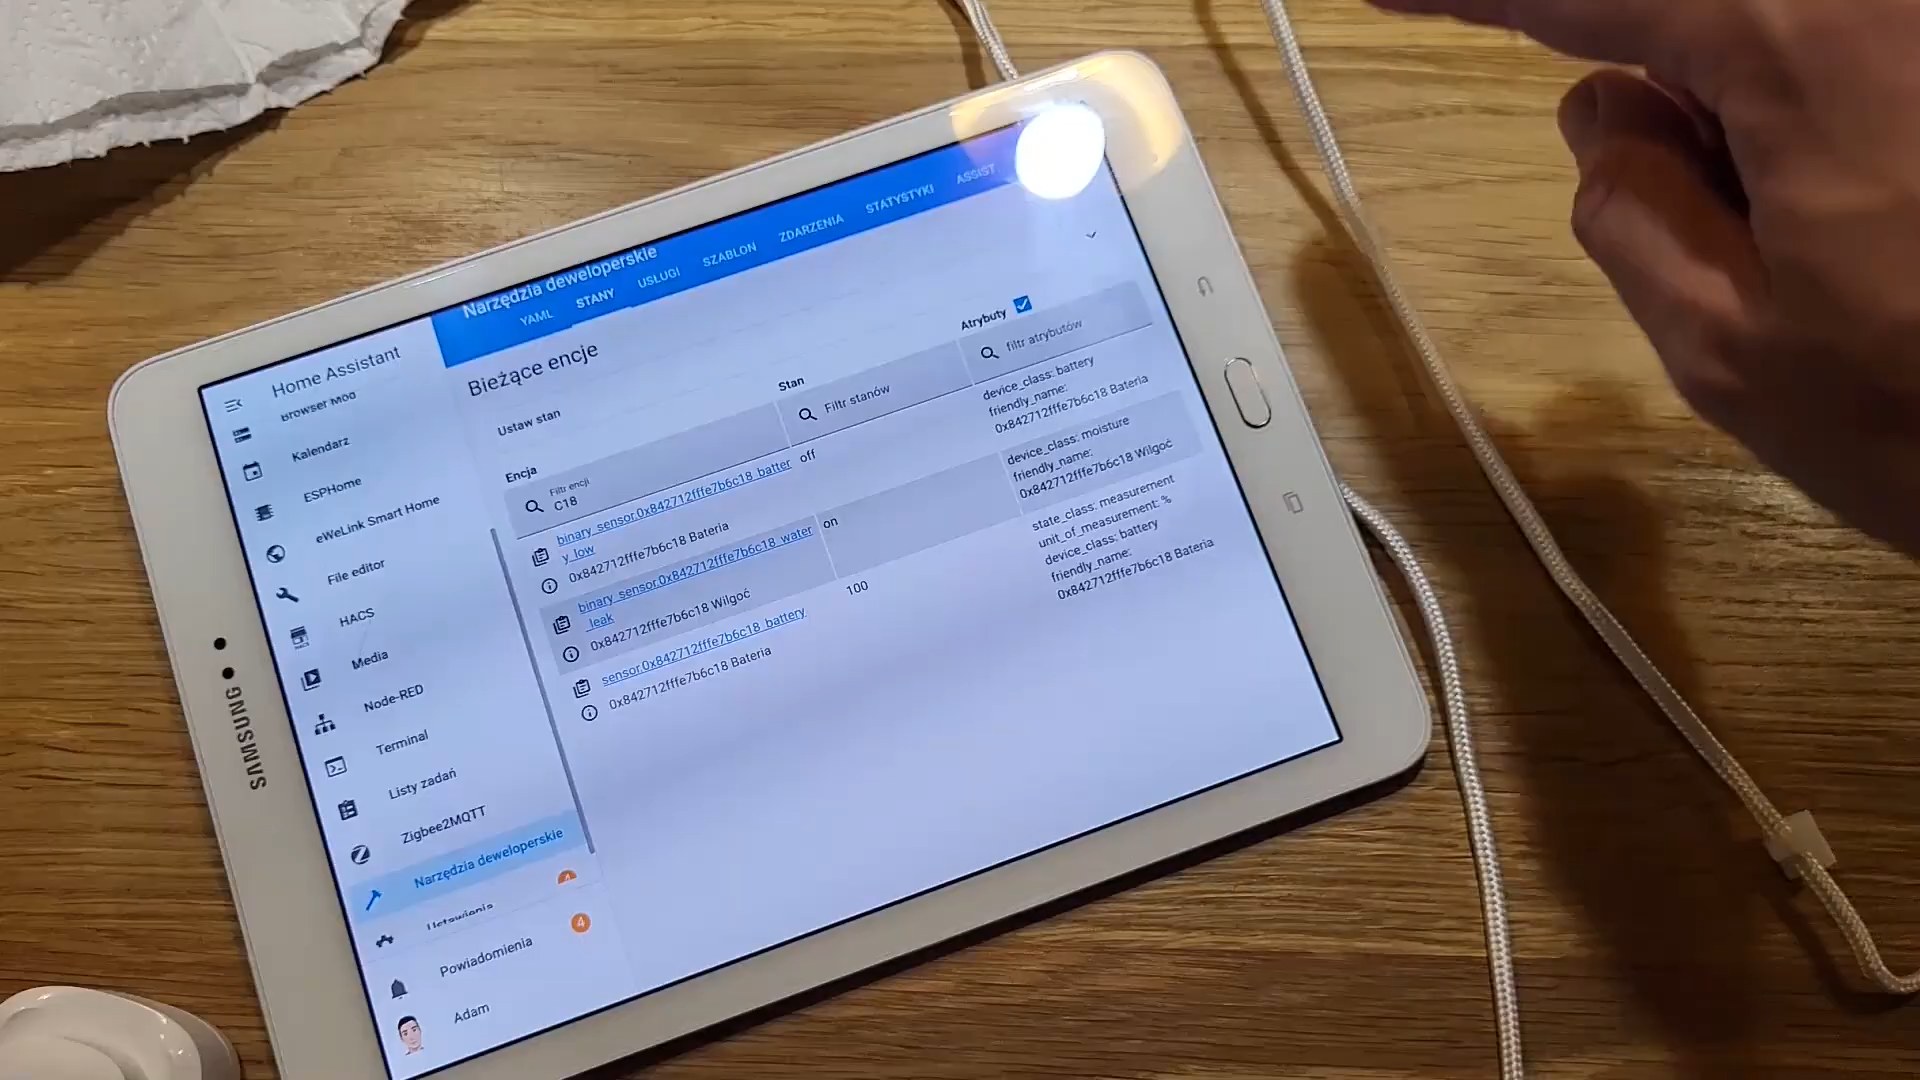 Home Assistant
Browser Mod
Kalendarz
ESPHome
eWeLink Smart Home
File editor
HACS
HACS
Media
Node-RED
Terminal
Listy zadań
Zigbee2MQTT
Narzędzia deweloperskie
Ustawienia
4
Powiadomienia
4
Adam
Narzędzia deweloperskie
YAML STANY USŁUGI SZABLON ZDARZENIA STATYSTYKI ASSIST
Bieżące encje
Ustaw stan
Encja
Stan
Atrybuty
Filtr encji
C18
Filtr stanów
filtr atrybutów
binary_sensor.0x842712fffe7b6c18_batter
y_low
0x842712fffe7b6c18 Bateria
off
device_class: battery
friendly_name:
0x842712fffe7b6c18 Bateria
binary_sensor.0x842712fffe7b6c18_water
_leak
0x842712fffe7b6c18 Wilgoć
on
device_class: moisture
friendly_name:
0x842712fffe7b6c18 Wilgoć
sensor.0x842712fffe7b6c18_battery
0x842712fffe7b6c18 Bateria
100
state_class: measurement
unit_of_measurement: %
device_class: battery
friendly_name:
0x842712fffe7b6c18 Bateria
SAMSUNG